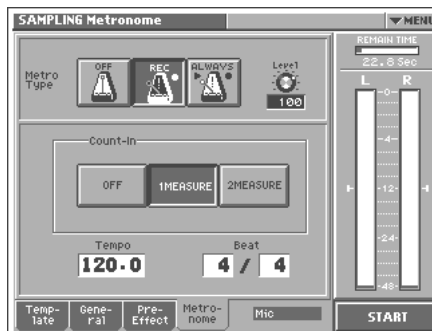 SAMPLING Metronome
MENU
REMAIN TIME
22.8 Sec
L R
Metro
Type
OFF
REC
ALWAYS
Level
100
Count-In
OFF
1MEASURE
2MEASURE
Tempo
120.0
Beat
4 / 4
-0-
-4-
-12-
-24-
-48-
Temp-
late
Gene-
ral
Pre-
Effect
Metro-
nome
Mic
START